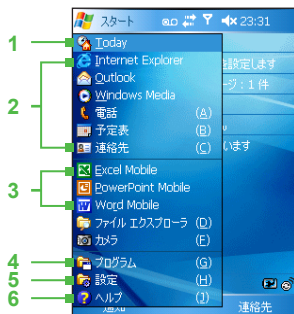 スタート 23:31
1 Today
Internet Explorer
設定します
2 Outlook
Windows Media
ージ：1 件
電話 (A)
予定表 (B)
連絡先 (C)
います
Excel Mobile
3 PowerPoint Mobile
Word Mobile
ファイル エクスプローラ (D)
カメラ (F)
4 プログラム (G)
5 設定 (H)
6 ヘルプ (J)
通知 連絡先